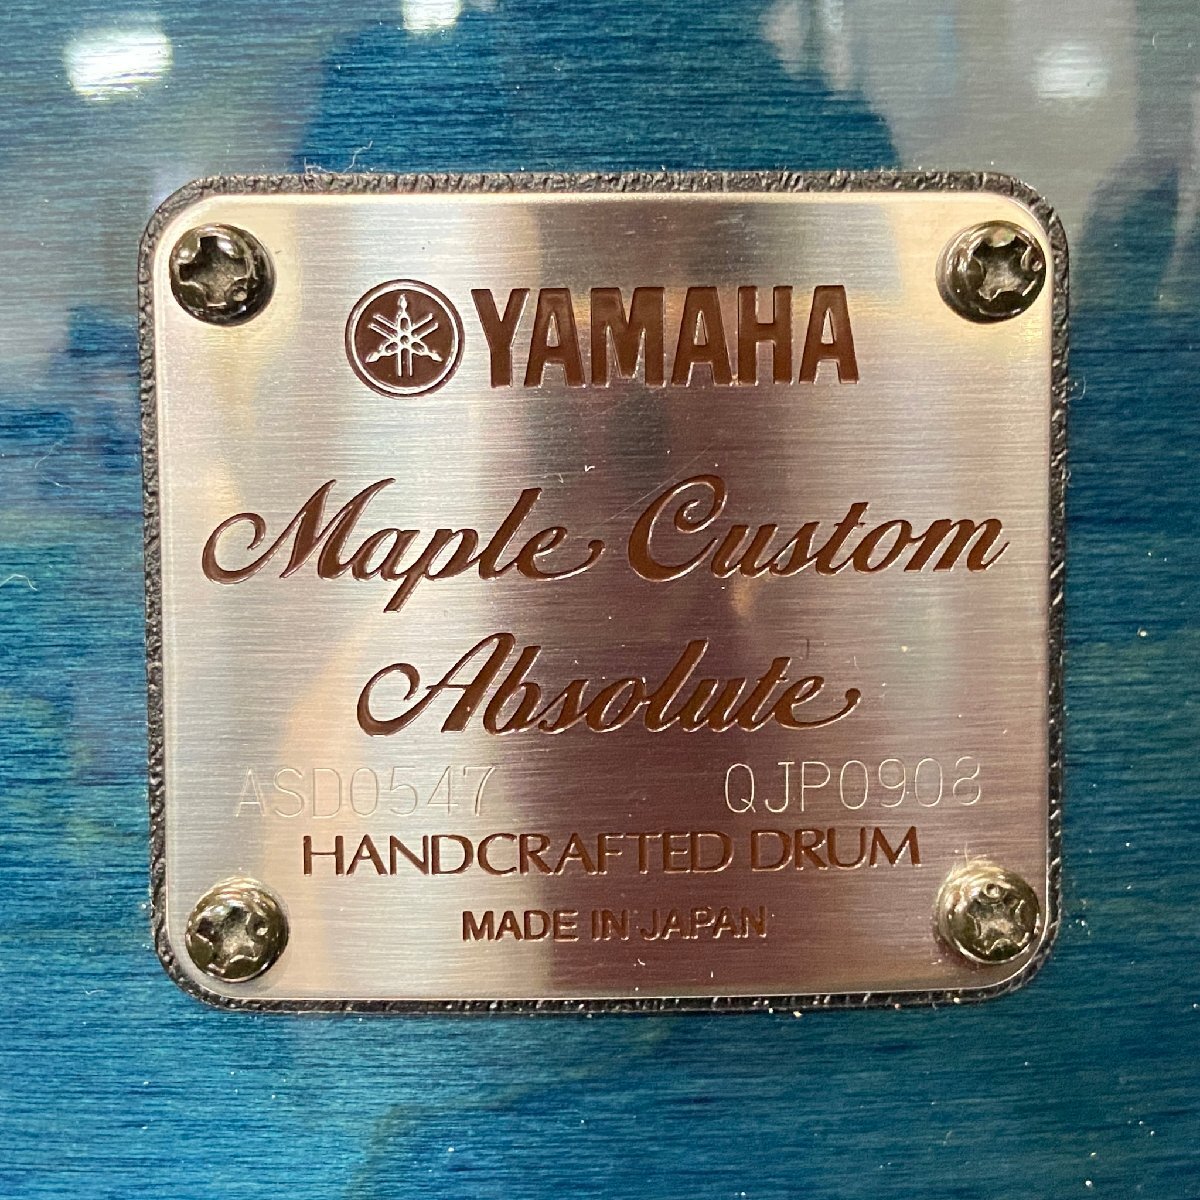 YAMAHA
Maple Custom
Absolute
ASD0547 QJP0908
HANDCRAFTED DRUM
MADE IN JAPAN